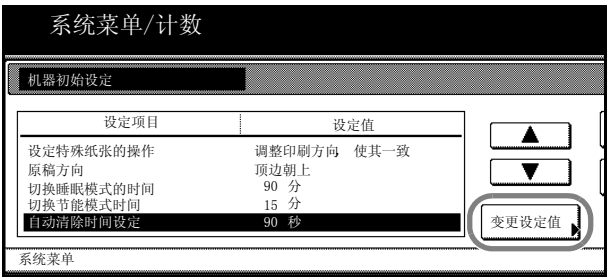 系统菜单/计数
机器初始设定
设定项目 设定值
设定特殊纸张的操作 调整印刷方向 使其一致
原稿方向 顶边朝上
切换睡眠模式的时间 90 分
切换节能模式的时间 15 分
自动清除时间设定 90 秒
变更设定值
系统菜单